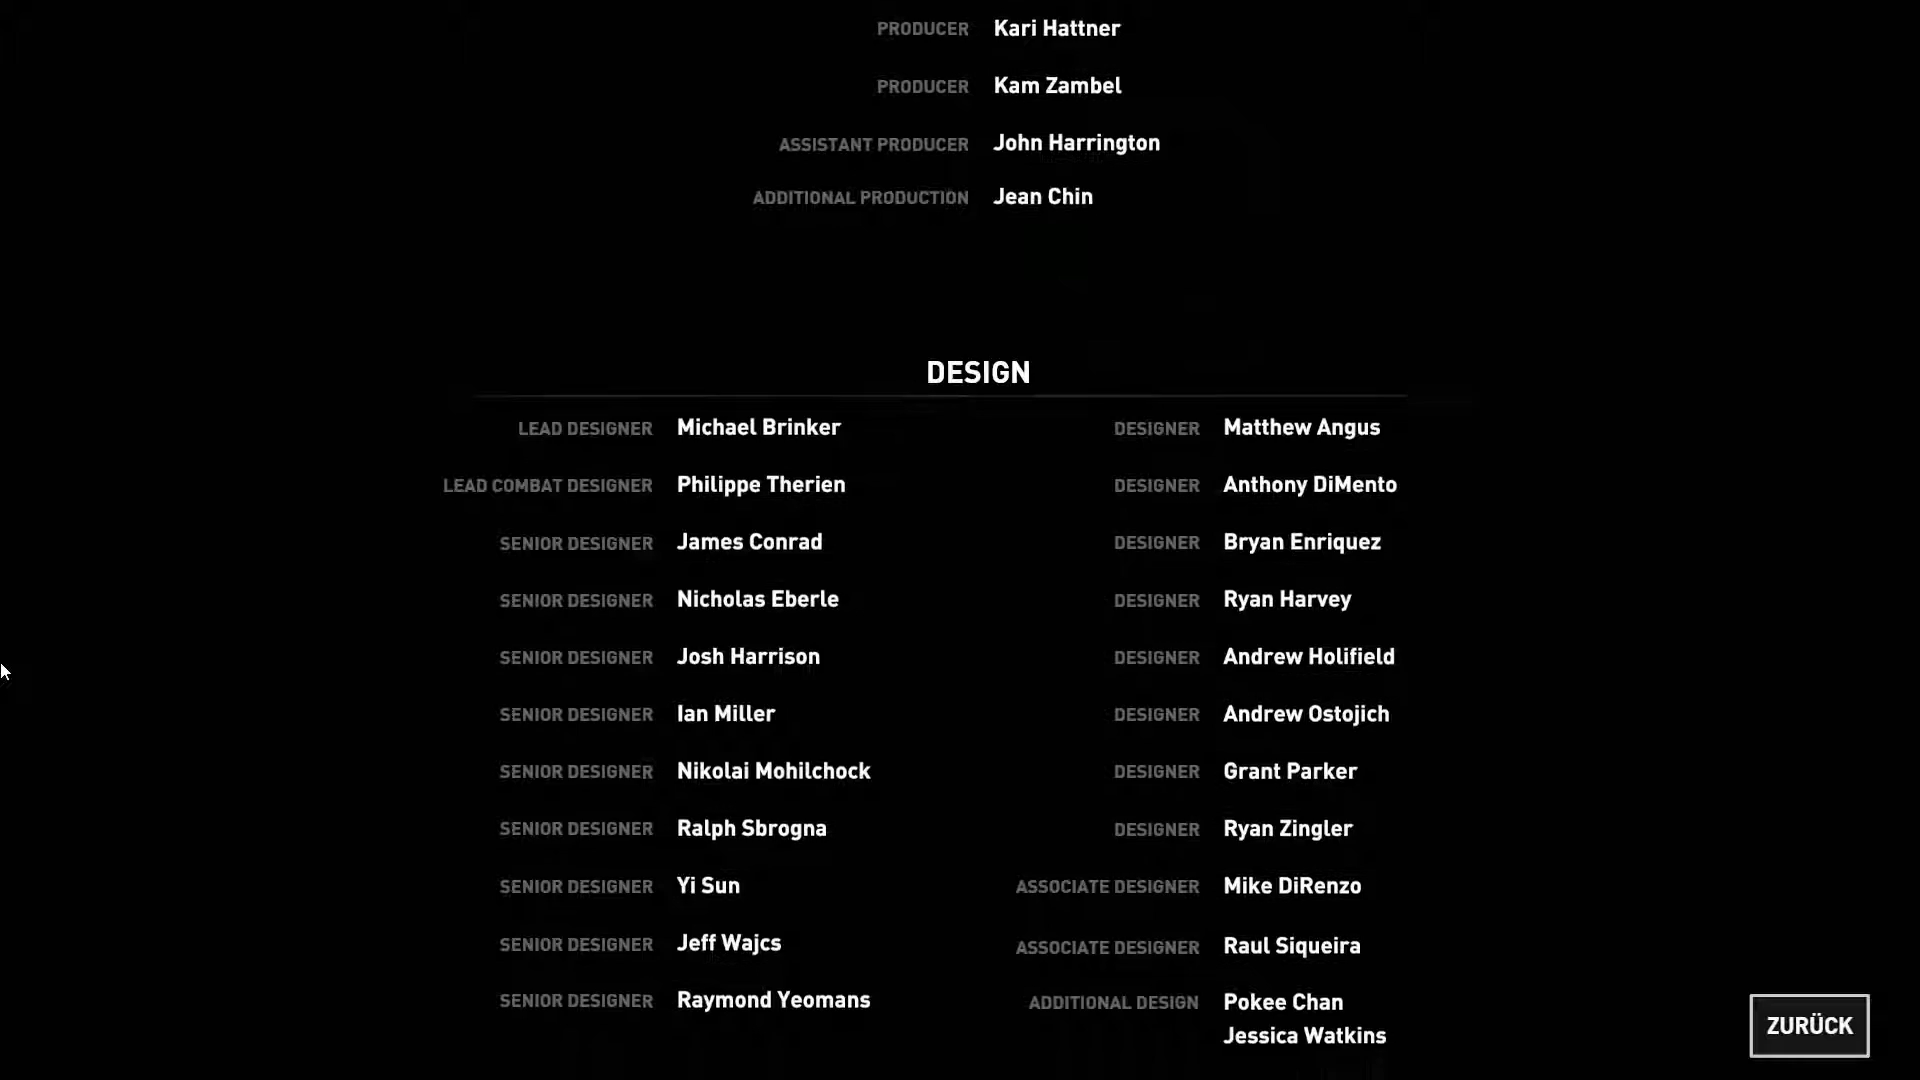 PRODUCER Kari Hattner
PRODUCER Kam Zambel
ASSISTANT PRODUCER John Harrington
ADDITIONAL PRODUCTION Jean Chin
DESIGN
LEAD DESIGNER Michael Brinker
LEAD COMBAT DESIGNER Philippe Therien
SENIOR DESIGNER James Conrad
SENIOR DESIGNER Nicholas Eberle
SENIOR DESIGNER Josh Harrison
SENIOR DESIGNER Ian Miller
SENIOR DESIGNER Nikolai Mohilchock
SENIOR DESIGNER Ralph Sbrogna
SENIOR DESIGNER Yi Sun
SENIOR DESIGNER Jeff Wajcs
SENIOR DESIGNER Raymond Yeomans
DESIGNER Matthew Angus
DESIGNER Anthony DiMento
DESIGNER Bryan Enriquez
DESIGNER Ryan Harvey
DESIGNER Andrew Holifield
DESIGNER Andrew Ostojich
DESIGNER Grant Parker
DESIGNER Ryan Zingler
ASSOCIATE DESIGNER Mike DiRenzo
ASSOCIATE DESIGNER Raul Siqueira
ADDITIONAL DESIGN Pokee Chan
Jessica Watkins
ZURÜCK